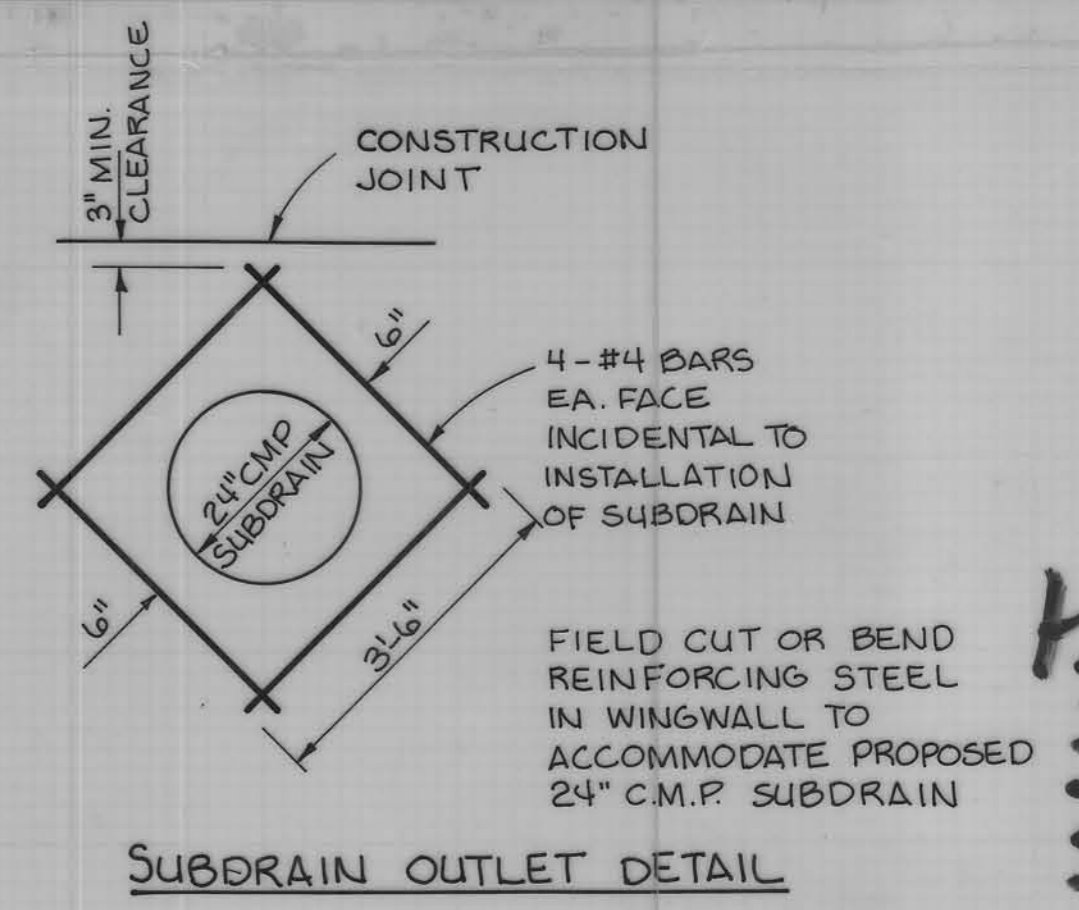 3" MIN.
CLEARANCE
CONSTRUCTION
JOINT
6"
4-#4 BARS
EA. FACE
INCIDENTAL TO
INSTALLATION
OF SUBDRAIN
24" CMP
SUBDRAIN
6"
3'-6"
FIELD CUT OR BEND
REINFORCING STEEL
IN WINGWALL TO
ACCOMMODATE PROPOSED
24" C.M.P. SUBDRAIN
SUBDRAIN OUTLET DETAIL